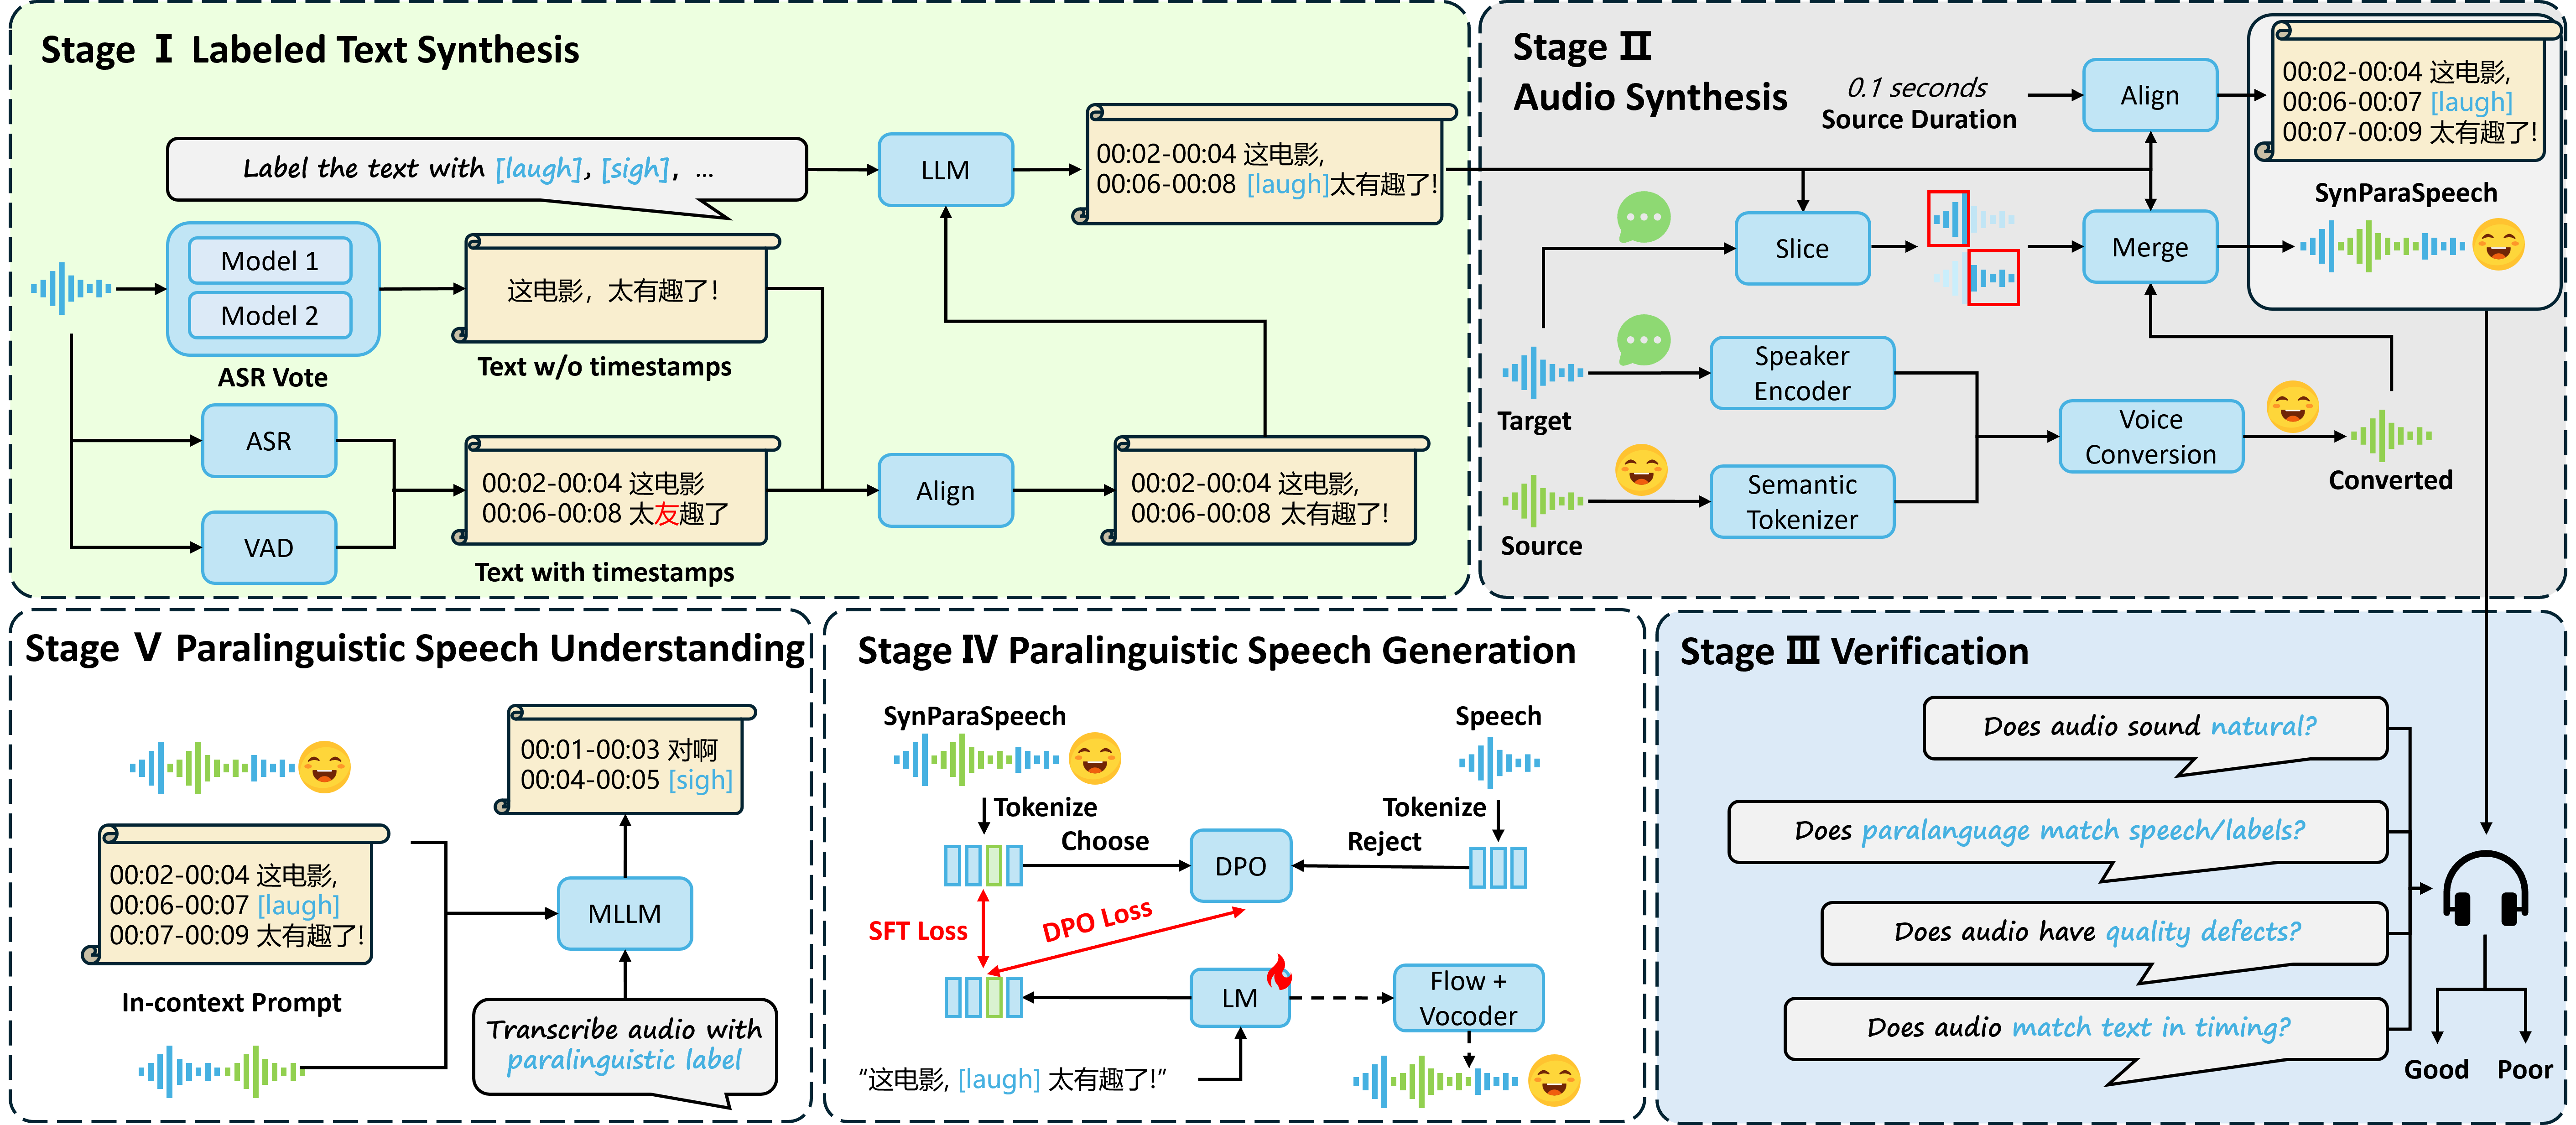 Stage Ⅰ Labeled Text Synthesis
Label the text with [laugh], [sigh], ...
LLM
00:02-00:04 这电影,
00:06-00:08 [laugh]太有趣了!
Model 1
Model 2
ASR Vote
这电影，太有趣了!
Text w/o timestamps
ASR
VAD
00:02-00:04 这电影
00:06-00:08 太友趣了
Text with timestamps
Align
00:02-00:04 这电影,
00:06-00:08 太有趣了!
Stage Ⅱ
Audio Synthesis
0.1 seconds
Source Duration
Align
00:02-00:04 这电影,
00:06-00:07 [laugh]
00:07-00:09 太有趣了!
SynParaSpeech
Slice
Merge
Target
Speaker
Encoder
Source
Semantic
Tokenizer
Voice
Conversion
Converted
Stage Ⅴ Paralinguistic Speech Understanding
00:01-00:03 对啊
00:04-00:05 [sigh]
00:02-00:04 这电影,
00:06-00:07 [laugh]
00:07-00:09 太有趣了!
In-context Prompt
MLLM
Transcribe audio with
paralinguistic label
Stage Ⅳ Paralinguistic Speech Generation
SynParaSpeech
Speech
Tokenize
Tokenize
Choose
DPO
Reject
SFT Loss
DPO Loss
LM
Flow +
Vocoder
“这电影, [laugh] 太有趣了!”
Stage Ⅲ Verification
Does audio sound natural?
Does paralanguage match speech/labels?
Does audio have quality defects?
Does audio match text in timing?
Good
Poor